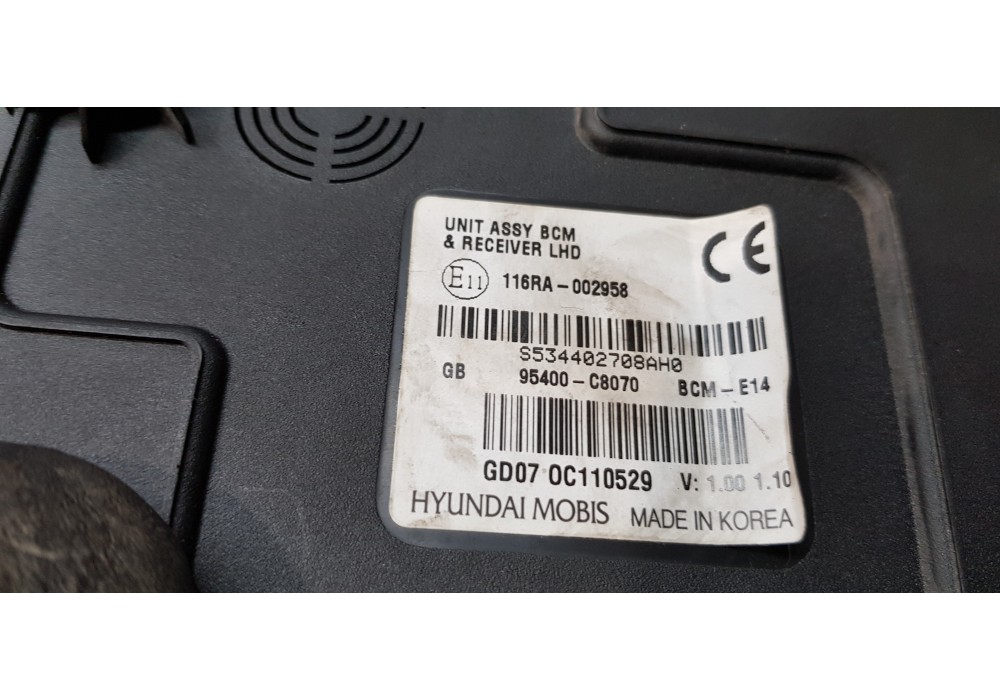 UNIT ASSY BCM
& RECEIVER LHD
CE
E11 116RA-002958
S534402708AH0
GB 95400-C8070 BCM-E14
GD07 0C110529 V: 1.00 1.10
HYUNDAI MOBIS MADE IN KOREA